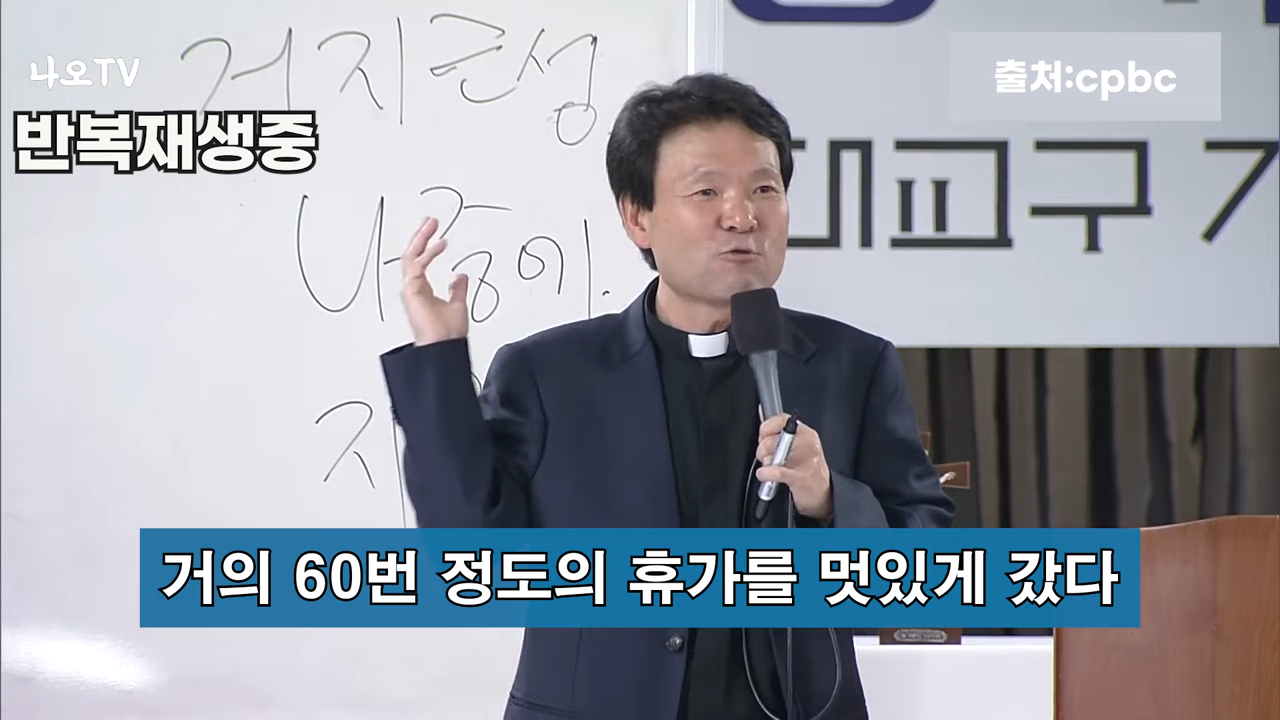 나오TV
반복재생중
출처:cpbc
거지근성
나중에.
대교구
거의 60번 정도의 휴가를 멋있게 갔다